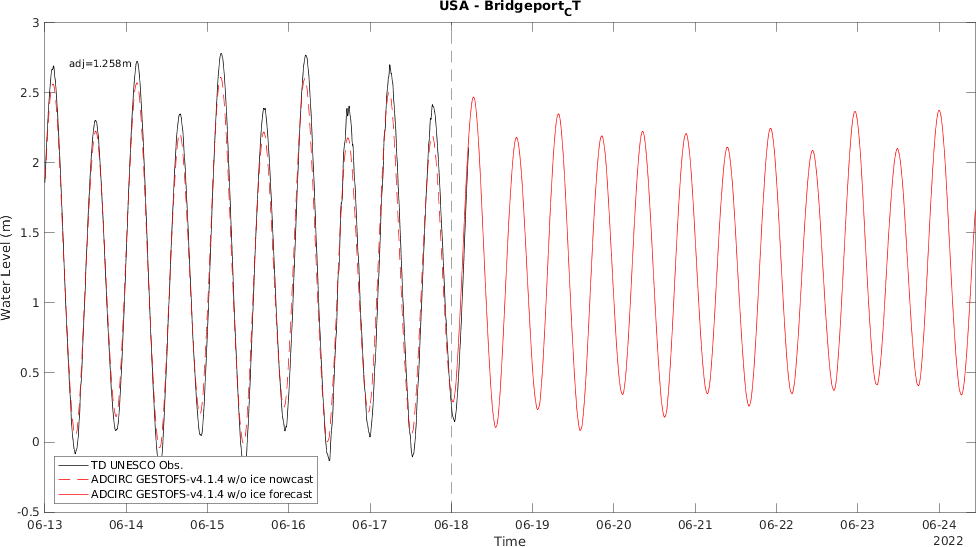 USA - Bridgeport_CT
adj=1.258m
3
2.5
2
1.5
1
0.5
0
-0.5
Water Level (m)
TD UNESCO Obs.
ADCIRC GESTOFS-v4.1.4 w/o ice nowcast
ADCIRC GESTOFS-v4.1.4 w/o ice forecast
06-13 06-14 06-15 06-16 06-17 06-18 06-19 06-20 06-21 06-22 06-23 06-24
Time
2022